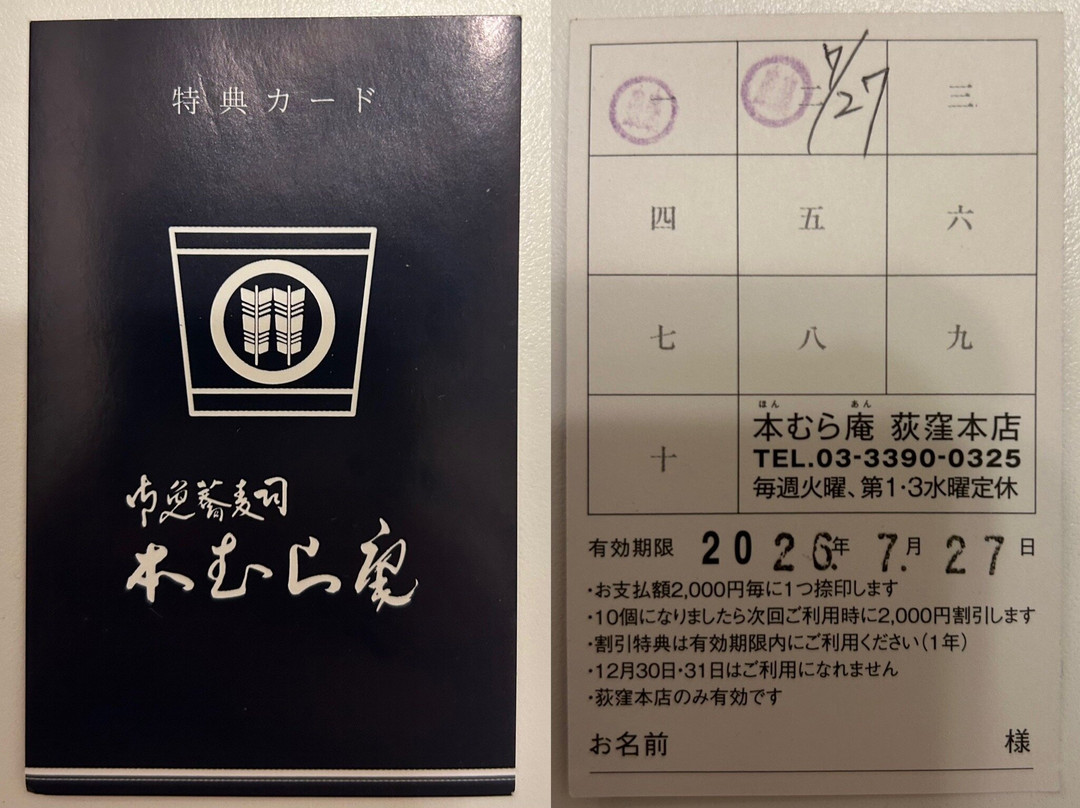 特典カード
御免蕎麦司
本むら庵
一
二
7/27
三
四
五
六
七
八
九
十
ほん あん
本むら庵 荻窪本店
TEL.03-3390-0325
毎週火曜、第1・3水曜定休
有効期限 2026年 7.月 27日
・お支払額2,000円毎に1つ捺印します
・10個になりましたら次回ご利用時に2,000円割引します
・割引特典は有効期限内にご利用ください（1年）
・12月30日・31日はご利用になれません
・荻窪本店のみ有効です
お名前 様